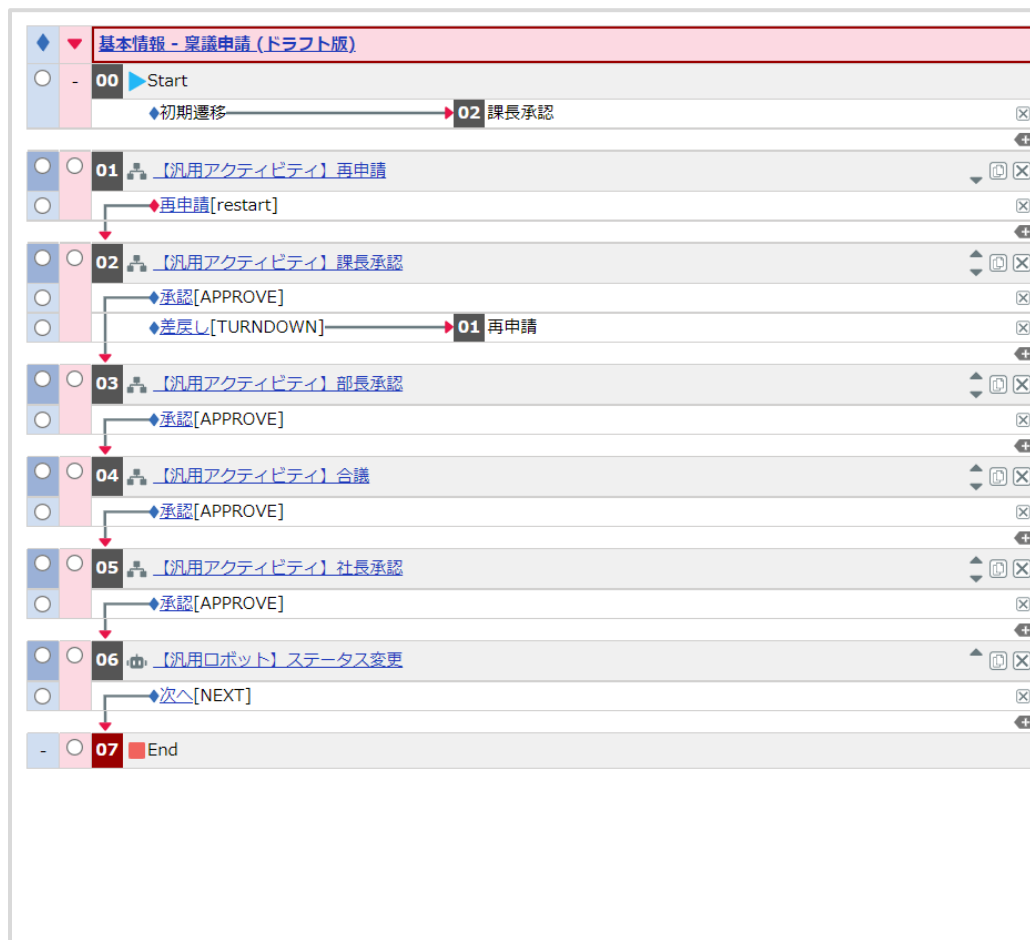 基本情報 - 稟議申請 (ドラフト版)
- 00 Start
初期遷移 02 課長承認
01 【汎用アクティビティ】再申請
再申請[restart]
02 【汎用アクティビティ】課長承認
承認[APPROVE]
差戻し[TURNDOWN] 01 再申請
03 【汎用アクティビティ】部長承認
承認[APPROVE]
04 【汎用アクティビティ】合議
承認[APPROVE]
05 【汎用アクティビティ】社長承認
承認[APPROVE]
06 【汎用ロボット】ステータス変更
次へ[NEXT]
- 07 End